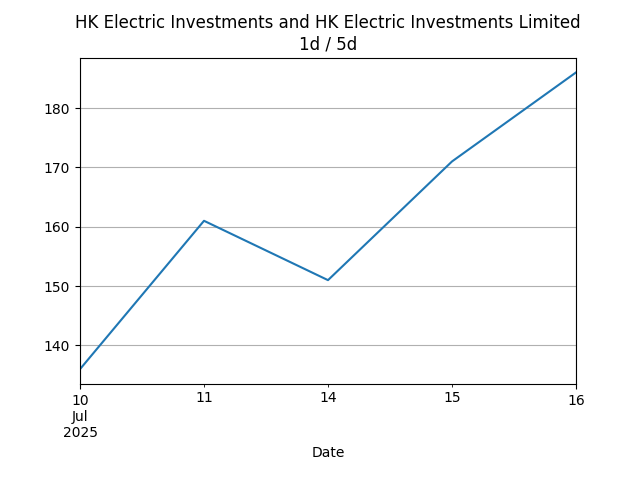 HK Electric Investments and HK Electric Investments Limited
1d / 5d
180
170
160
150
140
10 11 14 15 16
Jul
2025
Date